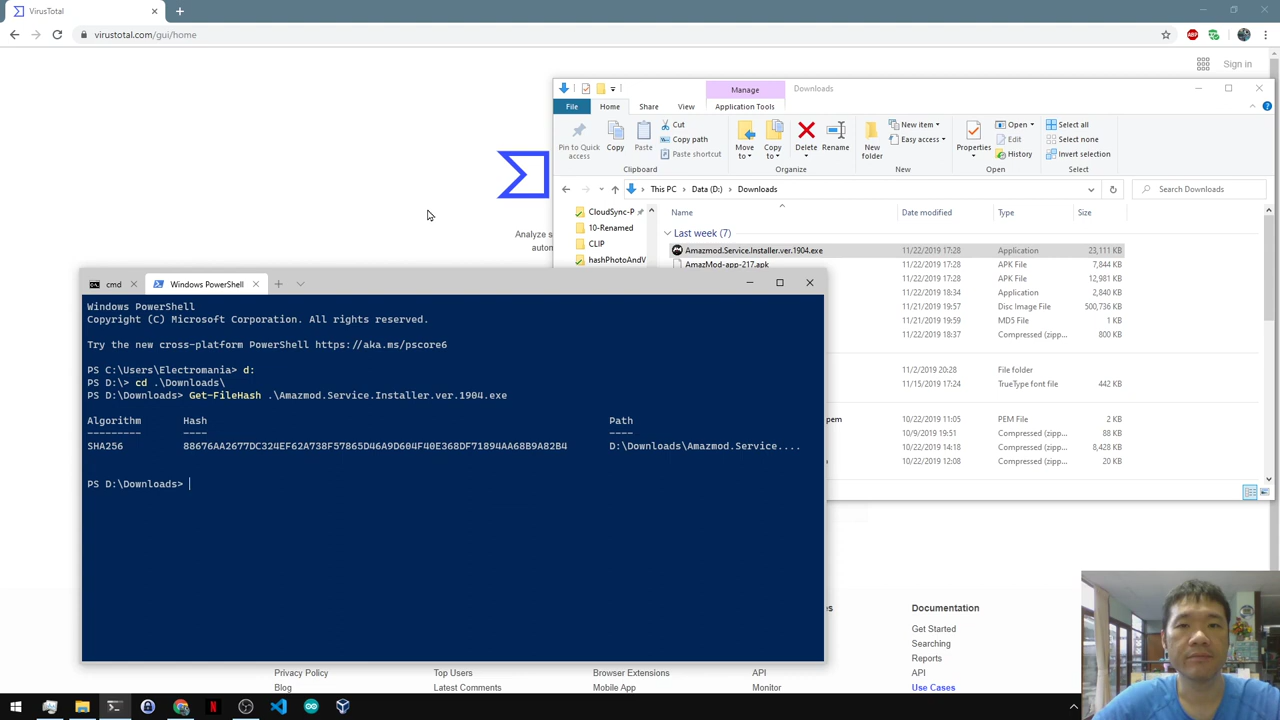 VirusTotal
virustotal.com/gui/home
ABP
Sign in
Manage
Downloads
File
Home
Share
View
Application Tools
Pin to Quick access
Copy
Paste
Cut
Copy path
Paste shortcut
Clipboard
Move to
Copy to
Delete
Rename
Organize
New folder
New item
Easy access
New
Properties
Open
Edit
History
Open
Select all
Select none
Invert selection
Select
This PC
Data (D:)
Downloads
Search Downloads
CloudSync-P
10-Renamed
CLIP
hashPhotoAndV
Name
Date modified
Type
Size
Last week (7)
Amazmod.Service.Installer.ver.1904.exe 11/22/2019 17:28 Application 23,111 KB
AmazMod-app-217.apk 11/22/2019 17:28 APK File 7,844 KB
11/22/2019 17:28 APK File 12,981 KB
11/22/2019 18:34 Application 2,840 KB
11/21/2019 19:57 Disc Image File 500,736 KB
11/21/2019 19:59 MD5 File 1 KB
11/22/2019 18:37 Compressed (zipp... 800 KB
11/2/2019 20:28 File folder
11/15/2019 17:24 TrueType font file 442 KB
pem 10/22/2019 11:05 PEM File 2 KB
10/9/2019 19:51 Compressed (zipp... 88 KB
10/22/2019 14:18 Compressed (zipp... 8,428 KB
10/22/2019 12:08 Compressed (zipp... 20 KB
Analyze s
autom
cmd
Windows PowerShell
Windows PowerShell
Copyright (C) Microsoft Corporation. All rights reserved.
Try the new cross-platform PowerShell https://aka.ms/pscore6
PS C:\Users\Electromania> d:
PS D:\> cd .\Downloads\
PS D:\Downloads> Get-FileHash .\Amazmod.Service.Installer.ver.1904.exe
Algorithm Hash Path
--------- ---- ----
SHA256 88676AA2677DC324EF62A738F57865D46A9D604F40E368DF71894AA68B9A82B4 D:\Downloads\Amazmod.Service....
PS D:\Downloads>
Privacy Policy
Blog
Top Users
Latest Comments
Browser Extensions
Mobile App
API
Monitor
Documentation
Get Started
Searching
Reports
API
Use Cases